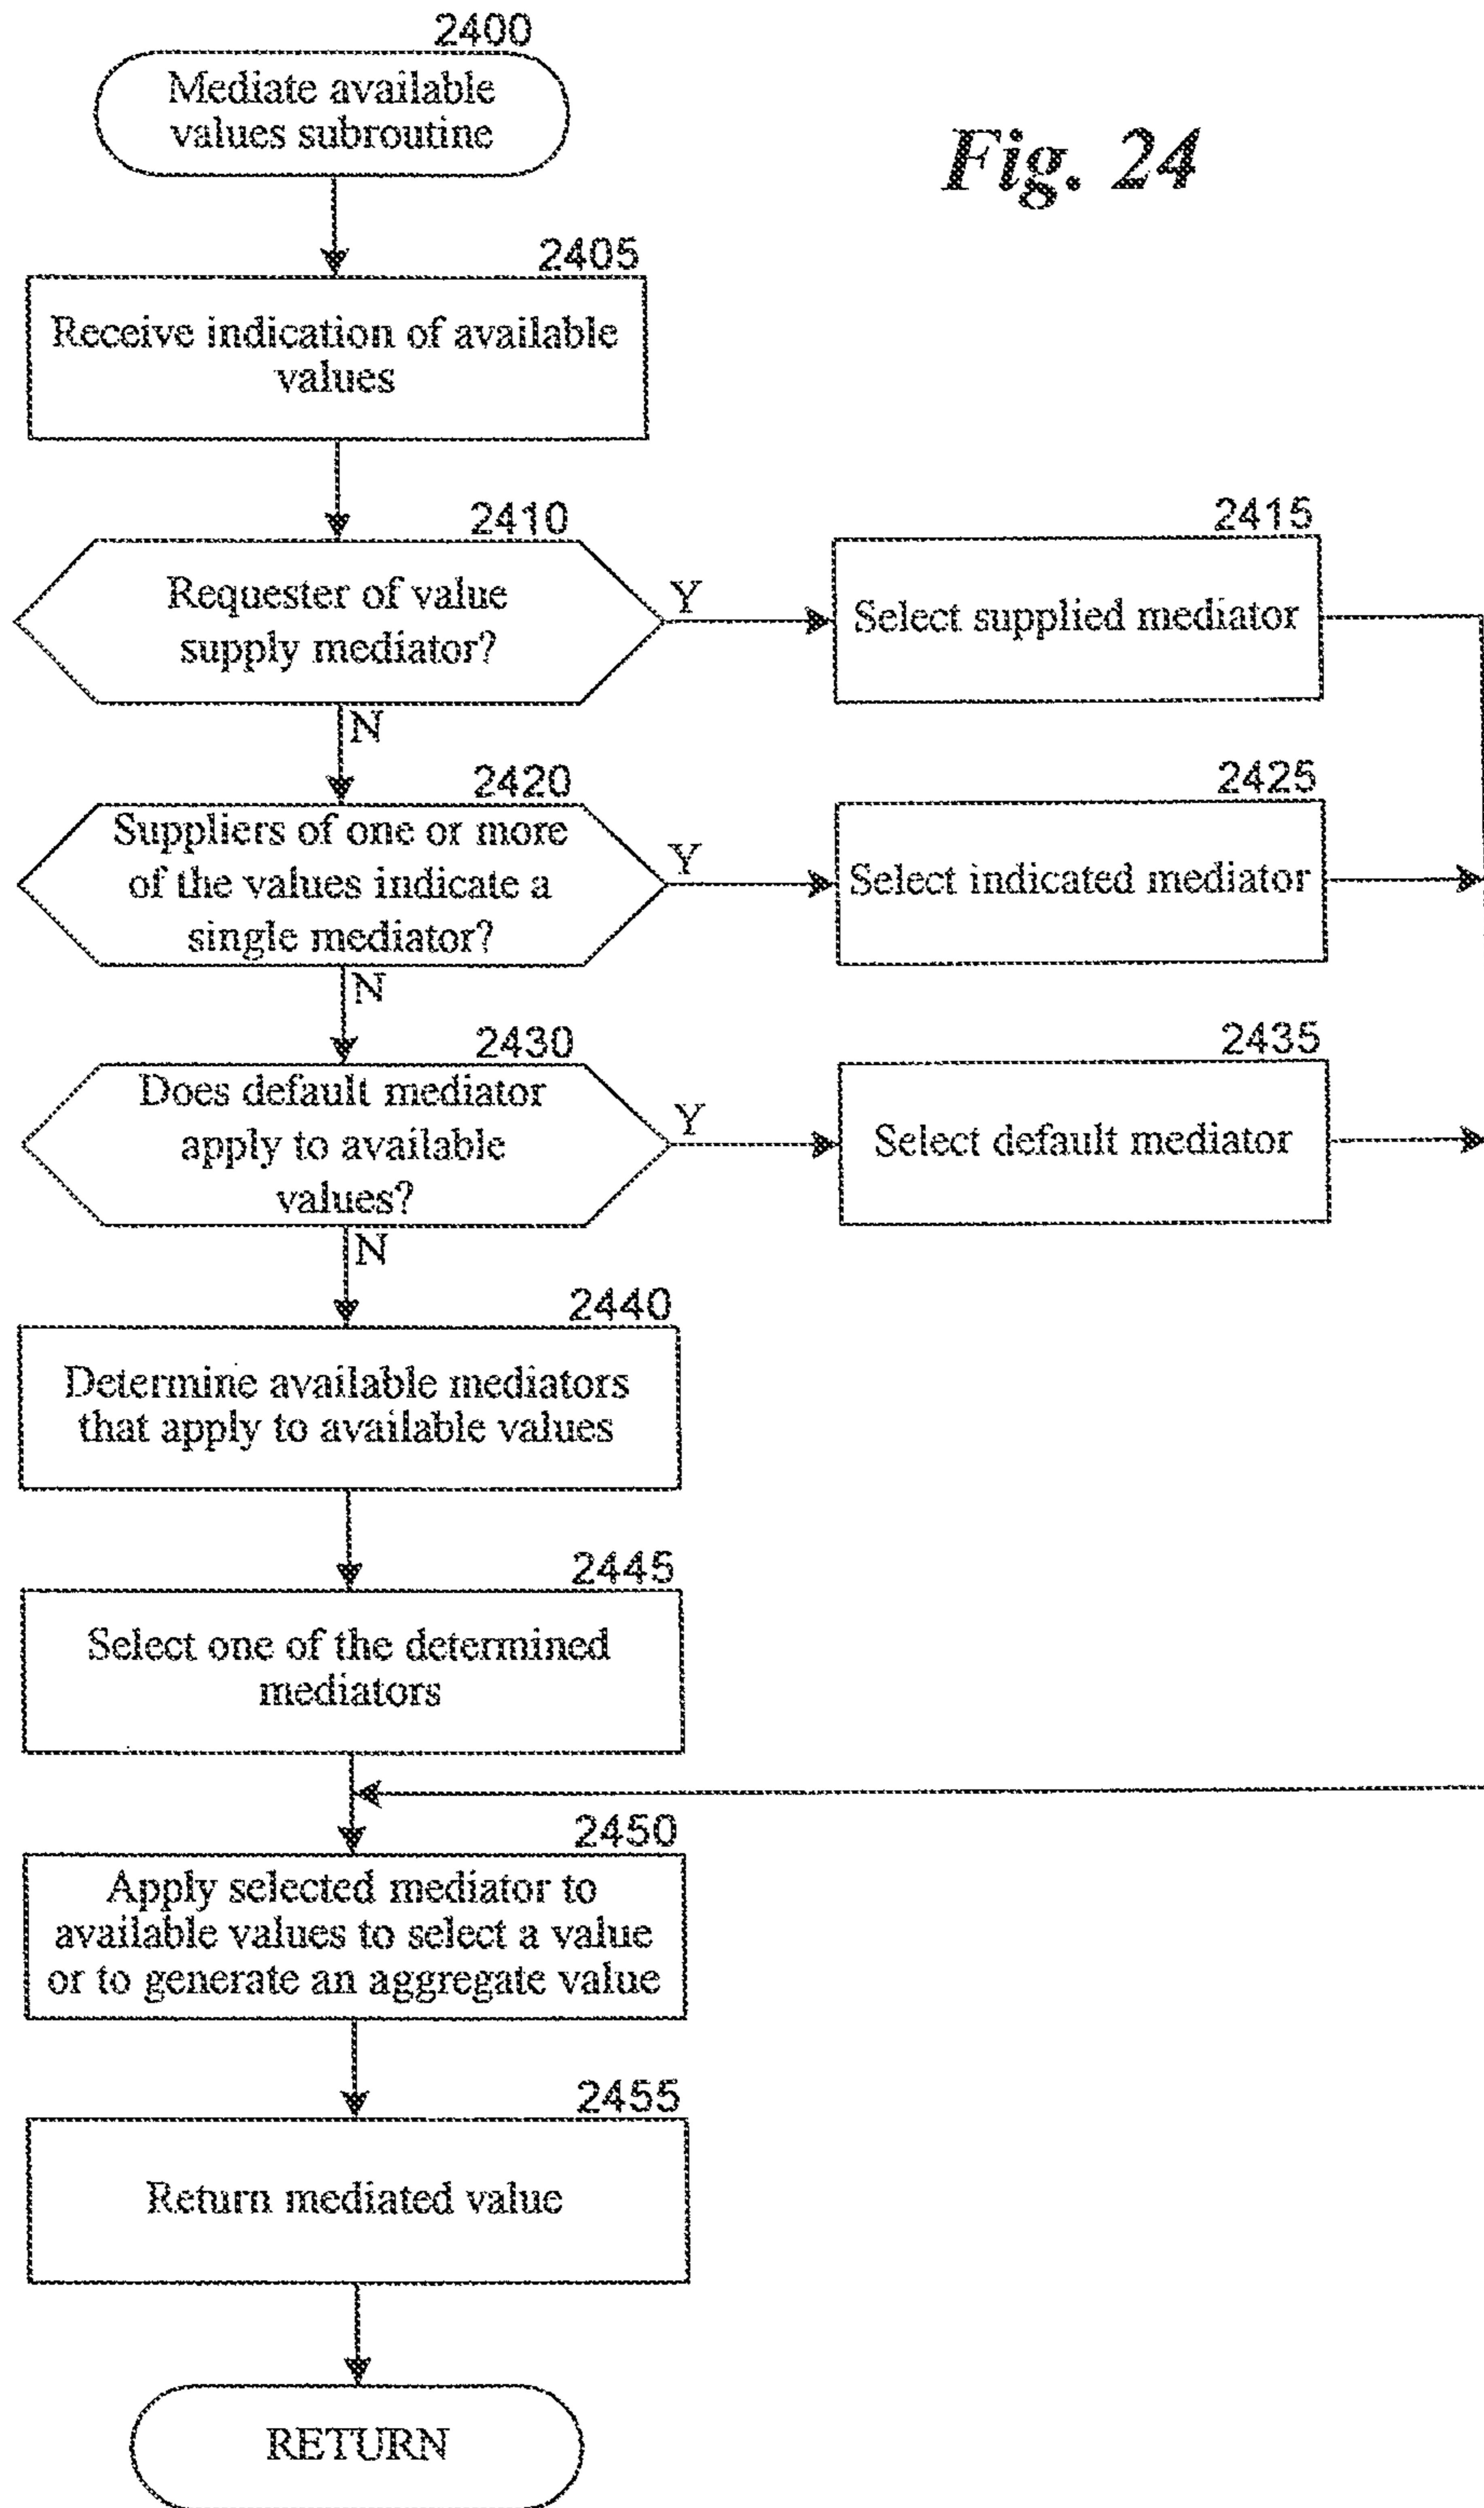 2400
Mediate available
values subroutine
Fig. 24
2405
Receive indication of available
values
2410
Requester of value
supply mediator?
Y
2415
Select supplied mediator
N
2420
Suppliers of one or more
of the values indicate a
single mediator?
Y
2425
Select indicated mediator
N
2430
Does default mediator
apply to available
values?
Y
2435
Select default mediator
N
2440
Determine available mediators
that apply to available values
2445
Select one of the determined
mediators
2450
Apply selected mediator to
available values to select a value
or to generate an aggregate value
2455
Return mediated value
RETURN